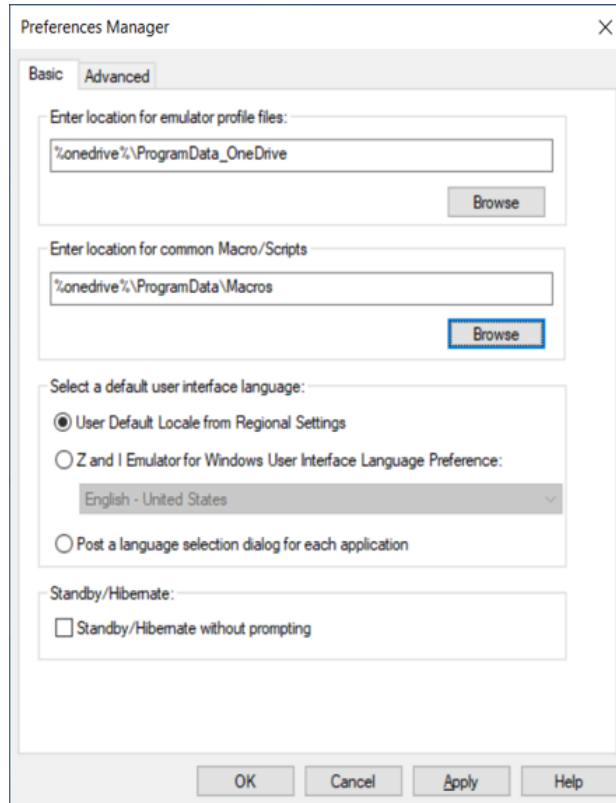 Preferences Manager
Basic
Advanced
Enter location for emulator profile files:
%onedrive%\ProgramData_OneDrive
Browse
Enter location for common Macro/Scripts
%onedrive%\ProgramData\Macros
Browse
Select a default user interface language:
User Default Locale from Regional Settings
Z and I Emulator for Windows User Interface Language Preference:
English - United States
Post a language selection dialog for each application
Standby/Hibernate:
Standby/Hibernate without prompting
OK Cancel Apply Help